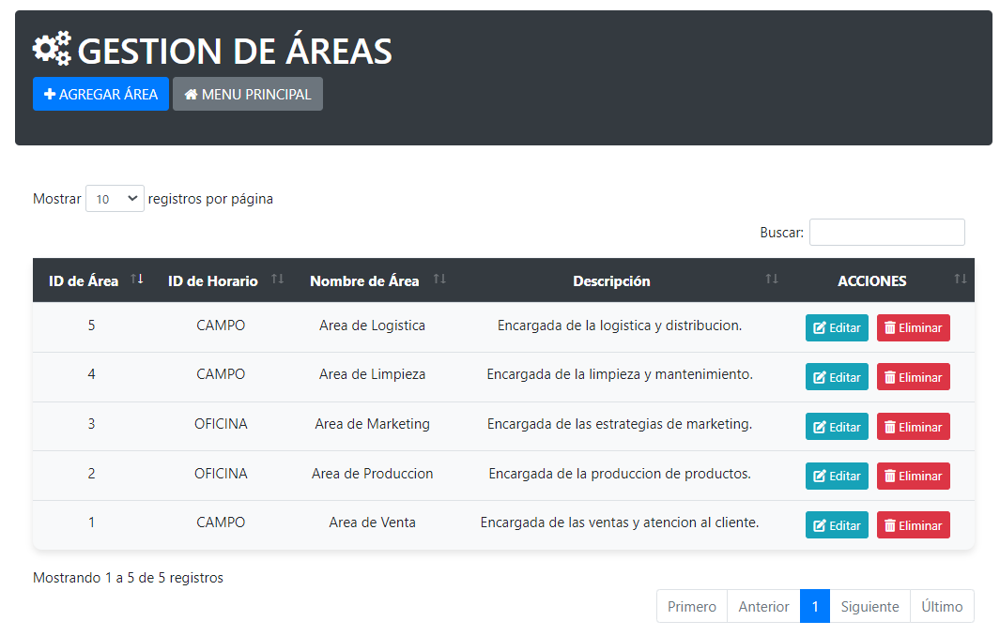 GESTION DE ÁREAS
AGREGAR ÁREA MENU PRINCIPAL
Mostrar 10 registros por página
Buscar:
ID de Área ID de Horario Nombre de Área Descripción ACCIONES
5 CAMPO Area de Logistica Encargada de la logistica y distribucion. Editar Eliminar
4 CAMPO Area de Limpieza Encargada de la limpieza y mantenimiento. Editar Eliminar
3 OFICINA Area de Marketing Encargada de las estrategias de marketing. Editar Eliminar
2 OFICINA Area de Produccion Encargada de la produccion de productos. Editar Eliminar
1 CAMPO Area de Venta Encargada de las ventas y atencion al cliente. Editar Eliminar
Mostrando 1 a 5 de 5 registros
Primero Anterior 1 Siguiente Último